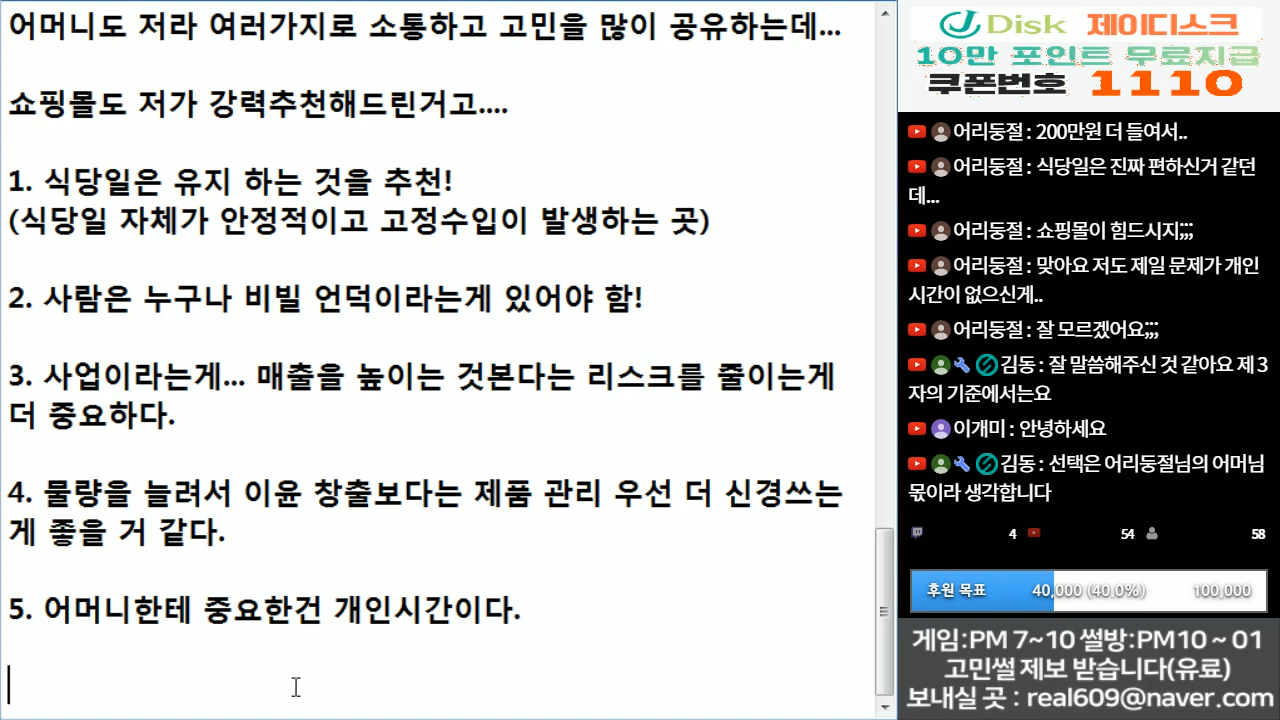 어머니도 저라 여러가지로 소통하고 고민을 많이 공유하는데...
쇼핑몰도 저가 강력추천해드린거고....
1. 식당일은 유지 하는 것을 추천!
(식당일 자체가 안정적이고 고정수입이 발생하는 곳)
2. 사람은 누구나 비빌 언덕이라는게 있어야 함!
3. 사업이라는게... 매출을 높이는 것본다는 리스크를 줄이는게
더 중요하다.
4. 물량을 늘려서 이윤 창출보다는 제품 관리 우선 더 신경쓰는
게 좋을 거 같다.
5. 어머니한테 중요한건 개인시간이다.
J Disk 제이디스크
10만 포인트 무료지급
쿠폰번호 1110
어리둥절 : 200만원 더 들여서..
어리둥절 : 식당일은 진짜 편하신거 같던
데...
어리둥절 : 쇼핑몰이 힘드시지;;;
어리둥절 : 맞아요 저도 제일 문제가 개인
시간이 없으신게..
어리둥절 : 잘 모르겠어요;;;
김동 : 잘 말씀해주신 것 같아요 제 3
자의 기준에서는요
이개미 : 안녕하세요
김동 : 선택은 어리둥절님의 어머님
몫이라 생각합니다
4 54 58
후원 목표 40,000 (40.0%) 100,000
게임:PM 7~10 썰방:PM10 ~ 01
고민썰 제보 받습니다(유료)
보내실 곳 : real609@naver.com